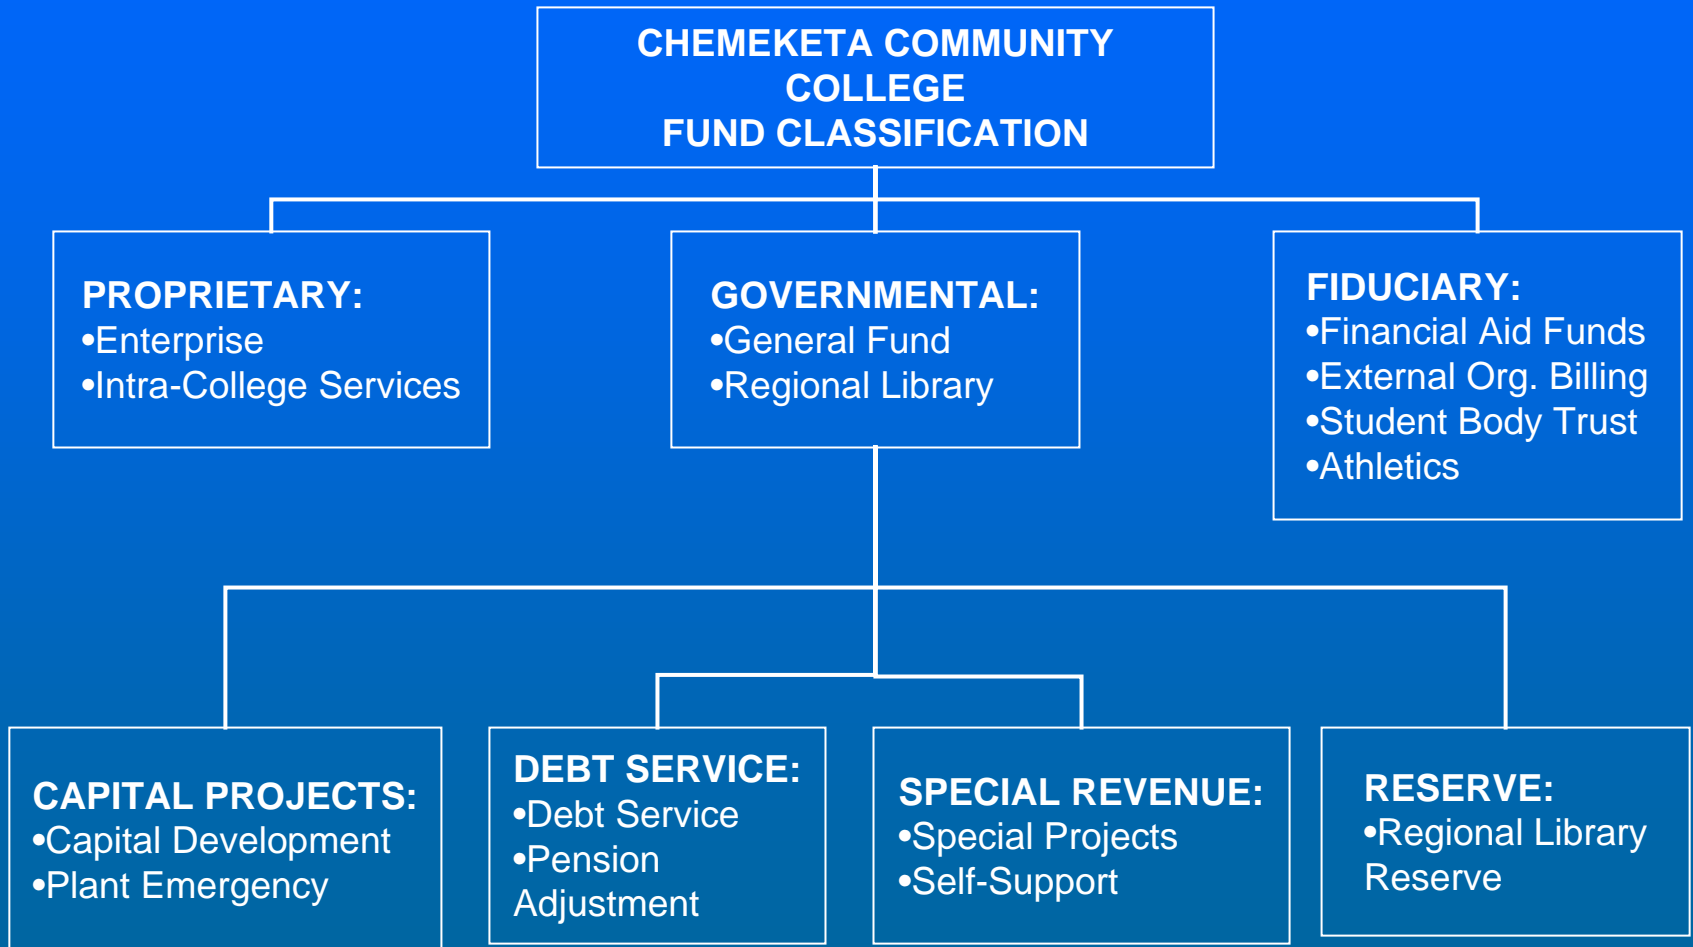 CHEMEKETA COMMUNITY
COLLEGE
FUND CLASSIFICATION
PROPRIETARY:
•Enterprise
•Intra-College Services
GOVERNMENTAL:
•General Fund
•Regional Library
FIDUCIARY:
•Financial Aid Funds
•External Org. Billing
•Student Body Trust
•Athletics
CAPITAL PROJECTS:
•Capital Development
•Plant Emergency
DEBT SERVICE:
•Debt Service
•Pension
Adjustment
SPECIAL REVENUE:
•Special Projects
•Self-Support
RESERVE:
•Regional Library
Reserve